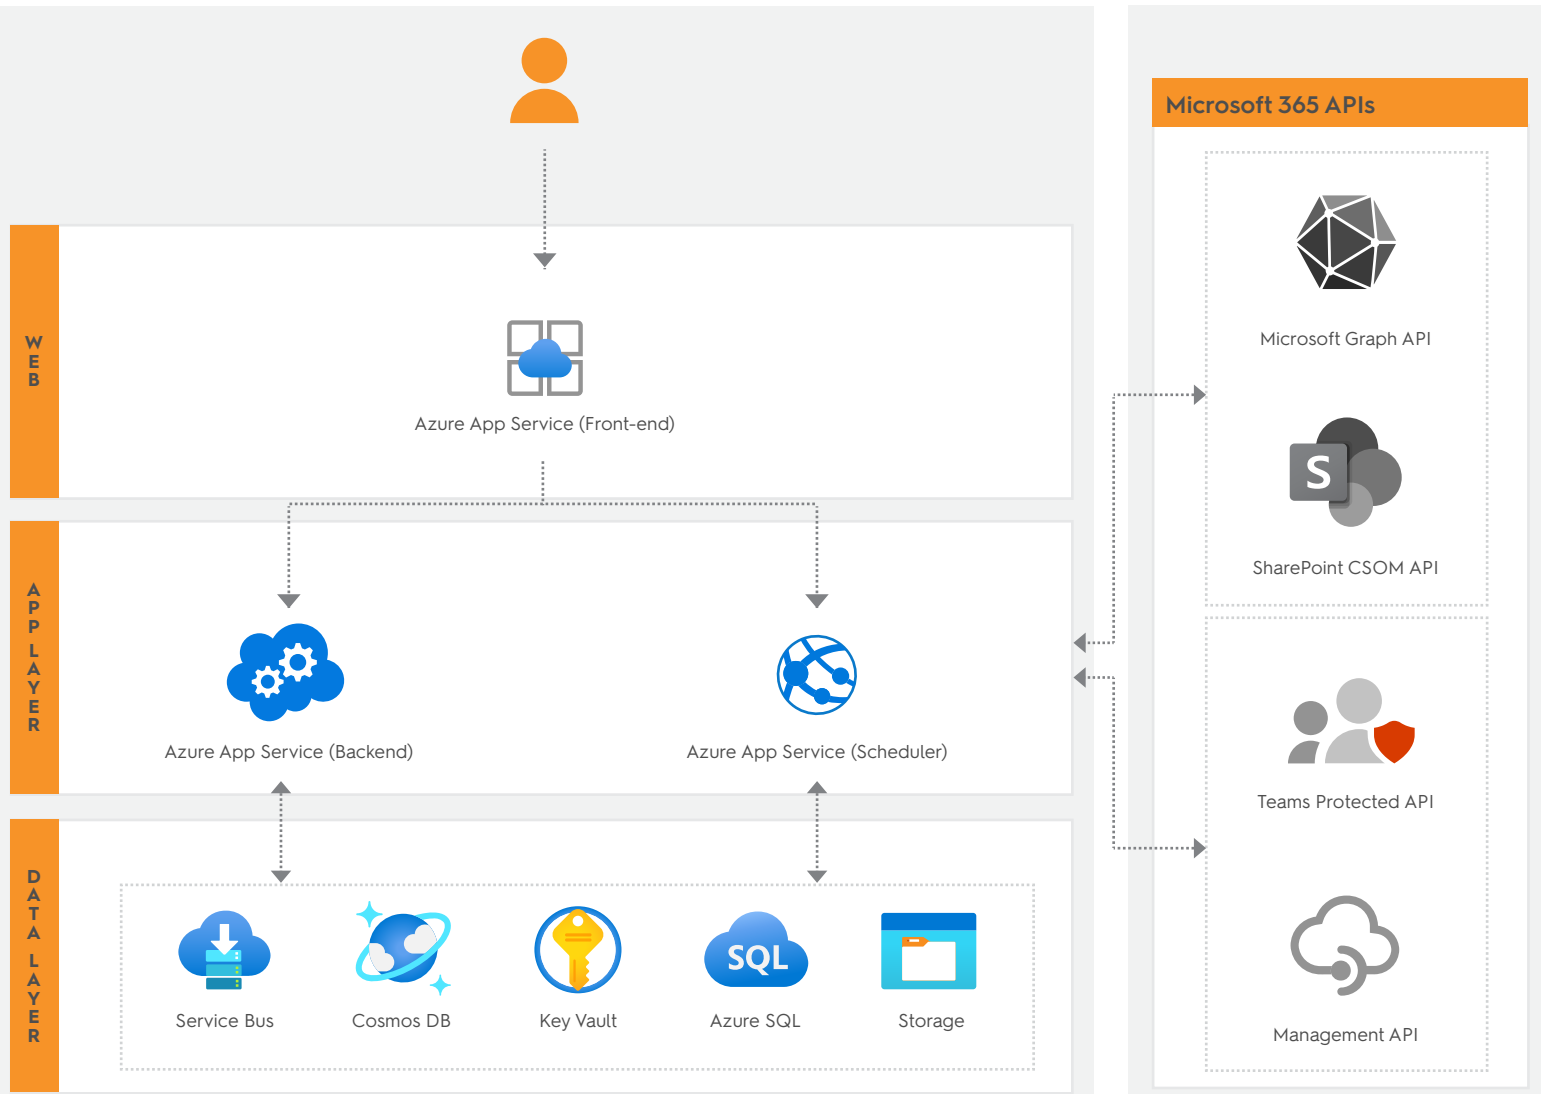 Microsoft 365 APIs
WEB
Azure App Service (Front-end)
Microsoft Graph API
S
SharePoint CSOM API
APP LAYER
Azure App Service (Backend)
Azure App Service (Scheduler)
Teams Protected API
DATA LAYER
SQL
Service Bus
Cosmos DB
Key Vault
Azure SQL
Storage
Management API